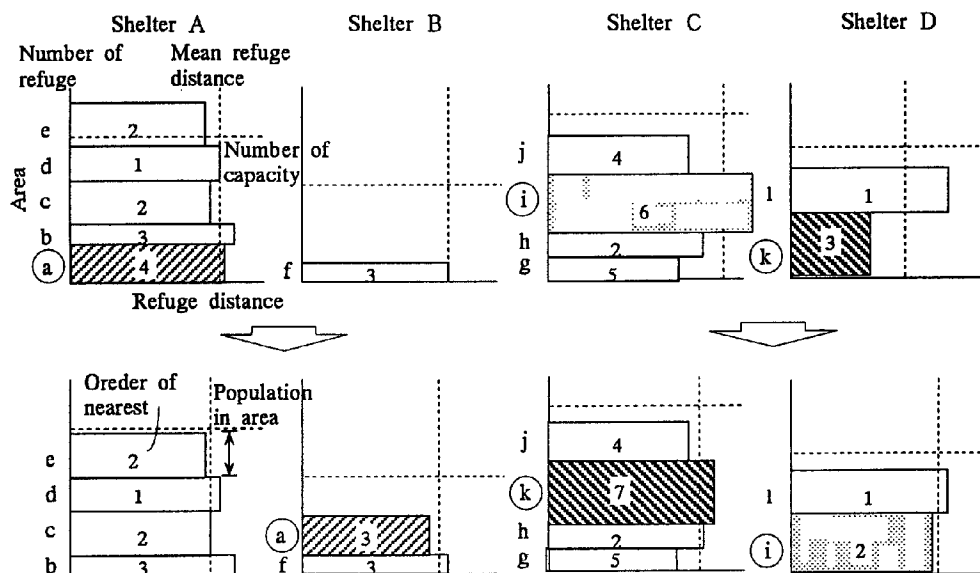 Shelter A
Shelter B
Shelter C
Shelter D
Number of refuge
Mean refuge distance
Number of capacity
Area
e
2
d
1
c
2
b
3
a
4
Refuge distance
f
3
j
4
i
6
h
2
g
5
l
1
k
3
Oreder of nearest
Population in area
e
2
d
1
c
2
b
3
a
3
f
3
j
4
k
7
h
2
g
5
l
1
i
2